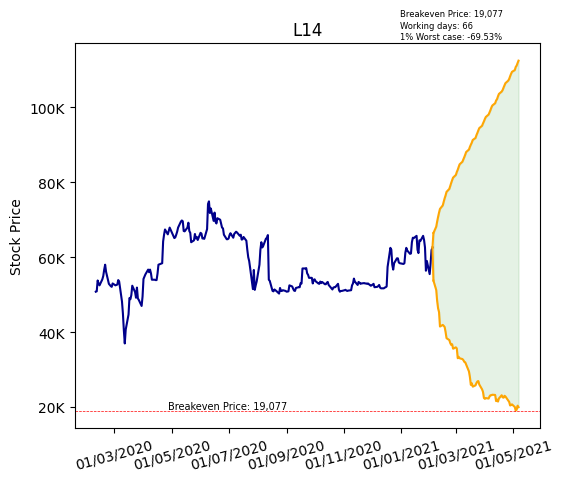 Breakeven Price: 19,077
Working days: 66
1% Worst case: -69.53%
L14
Stock Price
100K
80K
60K
40K
20K
Breakeven Price: 19,077
01/03/2020
01/05/2020
01/07/2020
01/09/2020
01/11/2020
01/01/2021
01/03/2021
01/05/2021